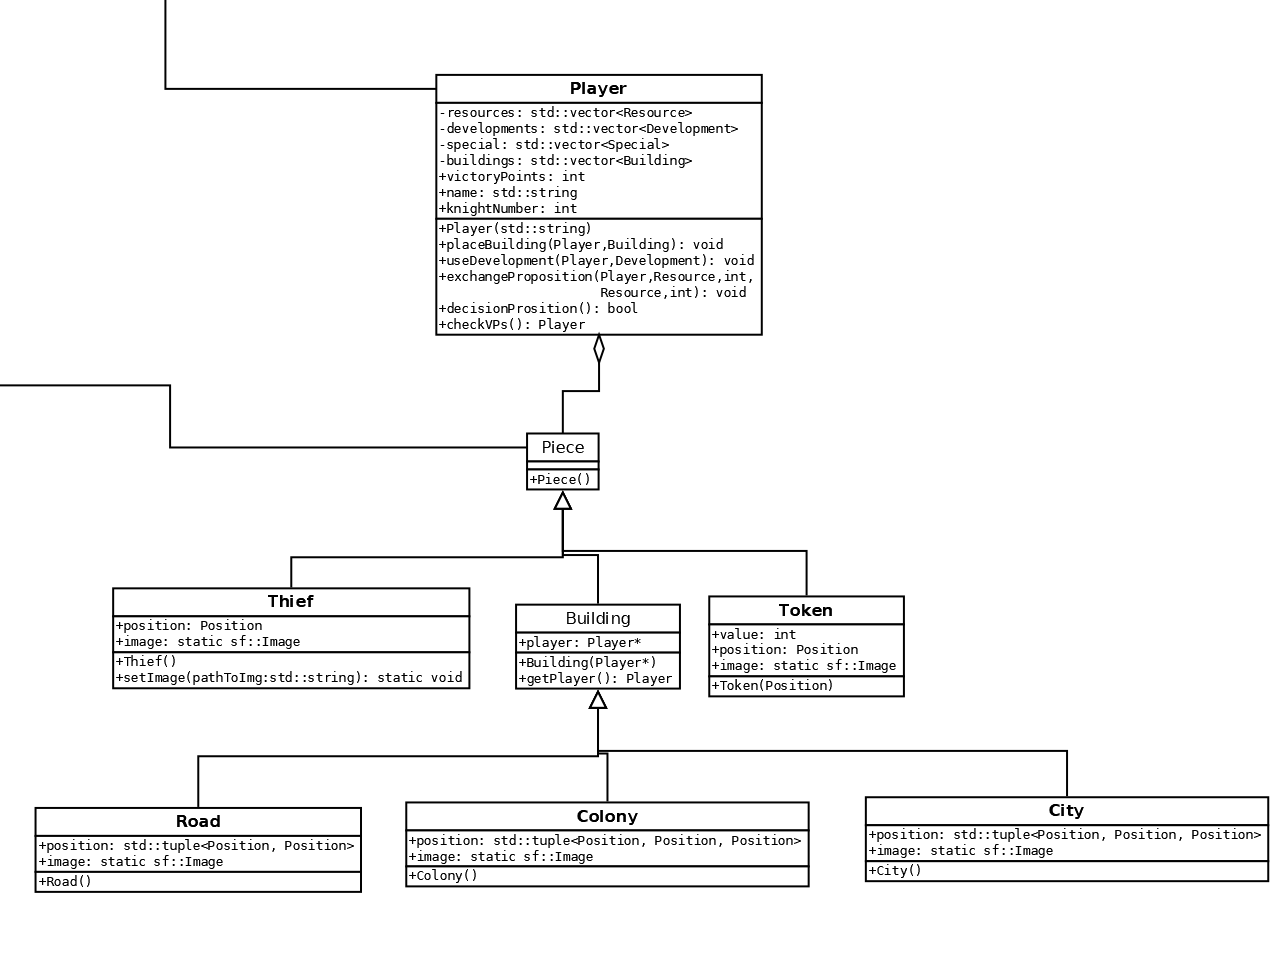 Player
-resources: std::vector<Resource>
-developments: std::vector<Development>
-special: std::vector<Special>
-buildings: std::vector<Building>
+victoryPoints: int
+name: std::string
+knightNumber: int
+Player(std::string)
+placeBuilding(Player,Building): void
+useDevelopment(Player,Development): void
+exchangeProposition(Player,Resource,int,
Resource,int): void
+decisionProsition(): bool
+checkVPs(): Player
Piece
+Piece()
Thief
+position: Position
+image: static sf::Image
+Thief()
+setImage(pathToImg:std::string): static void
Building
+player: Player*
+Building(Player*)
+getPlayer(): Player
Token
+value: int
+position: Position
+image: static sf::Image
+Token(Position)
Road
+position: std::tuple<Position, Position>
+image: static sf::Image
+Road()
Colony
+position: std::tuple<Position, Position, Position>
+image: static sf::Image
+Colony()
City
+position: std::tuple<Position, Position, Position>
+image: static sf::Image
+City()